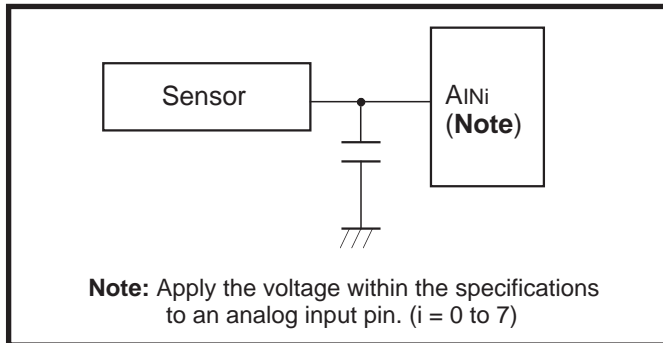 Sensor
AINi
(Note)
Note: Apply the voltage within the specifications
to an analog input pin. (i = 0 to 7)